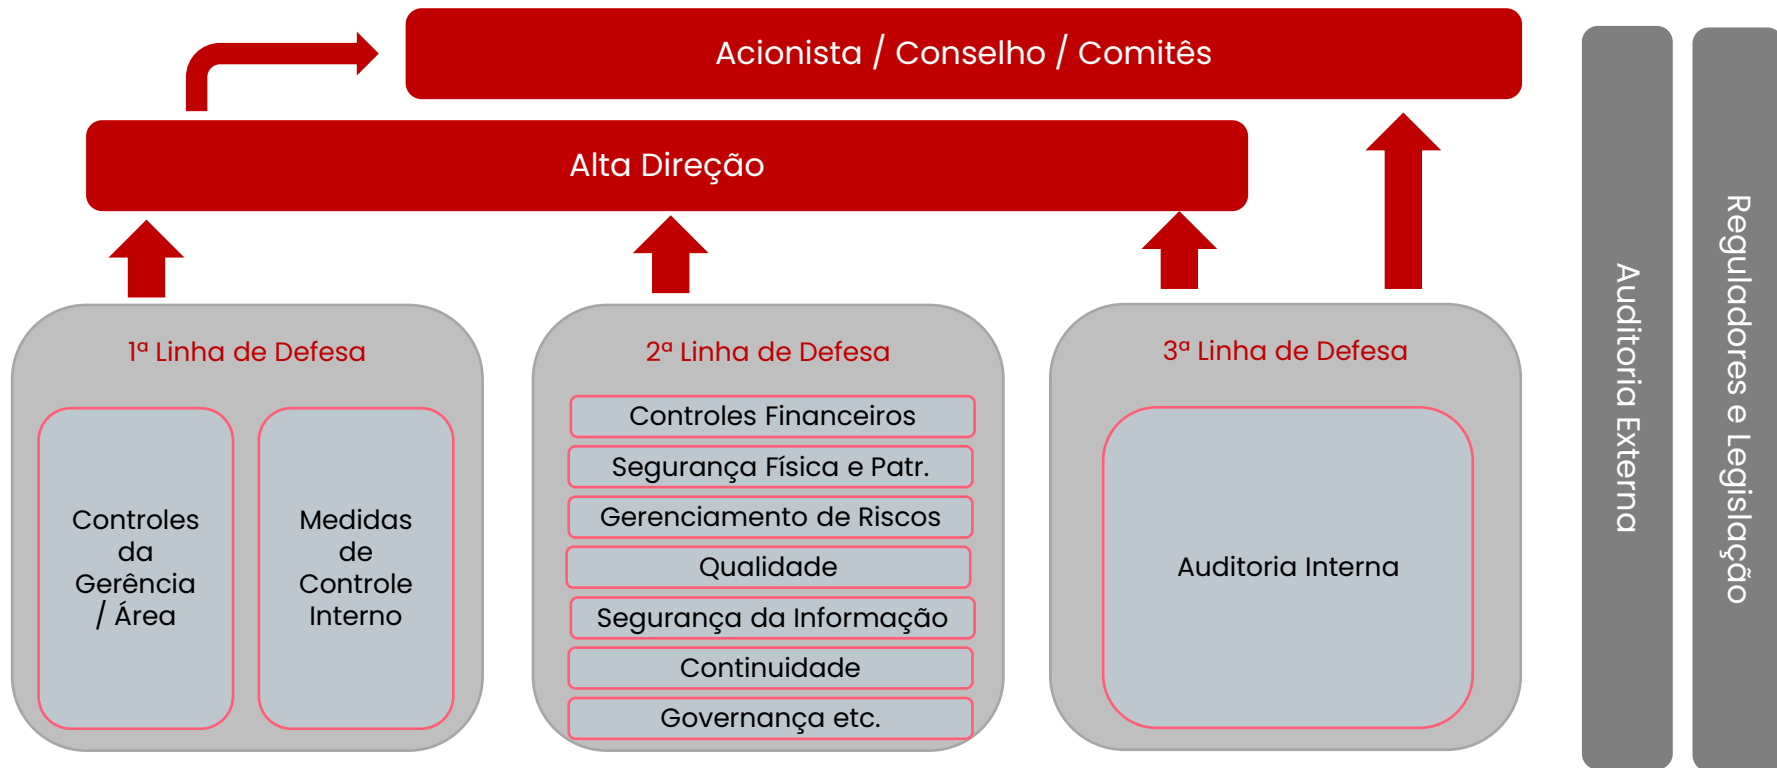 Acionista / Conselho / Comitês
Alta Direção
1ª Linha de Defesa
Controles
da
Gerência
/ Área
Medidas
de
Controle
Interno
2ª Linha de Defesa
Controles Financeiros
Segurança Física e Patr.
Gerenciamento de Riscos
Qualidade
Segurança da Informação
Continuidade
Governança etc.
3ª Linha de Defesa
Auditoria Interna
Auditoria Externa
Reguladores e Legislação